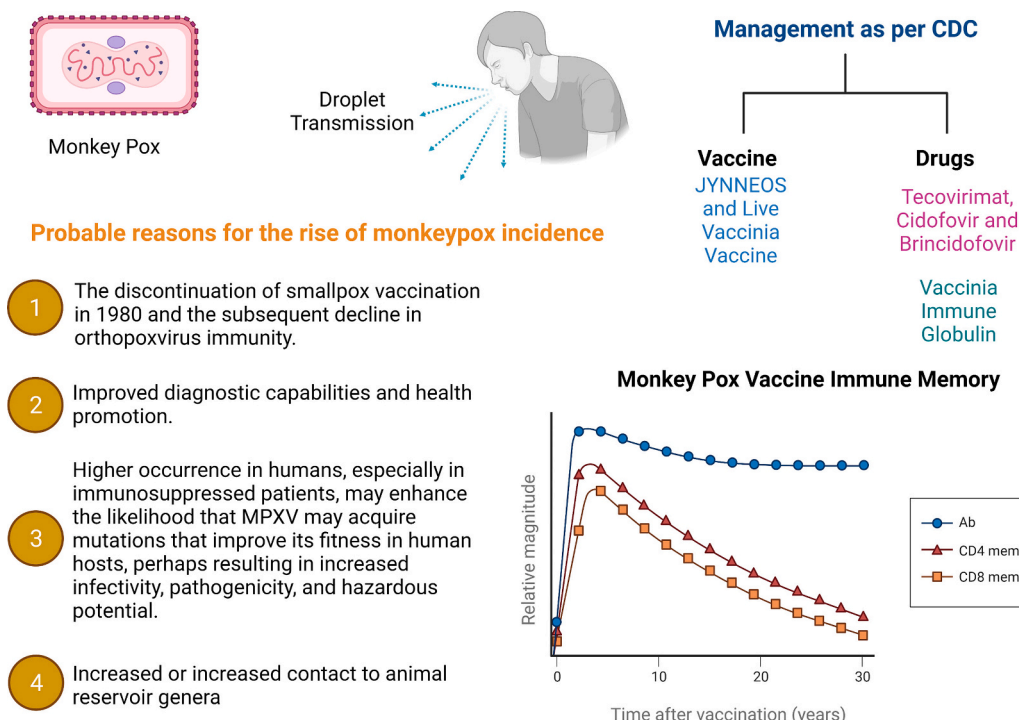 Monkey Pox
Droplet
Transmission
Management as per CDC
Vaccine
JYNNEOS
and Live
Vaccinia
Vaccine
Drugs
Tecovirimat,
Cidofovir and
Brincidofovir
Vaccinia
Immune
Globulin
Probable reasons for the rise of monkeypox incidence
1
The discontinuation of smallpox vaccination
in 1980 and the subsequent decline in
orthopoxvirus immunity.
2
Improved diagnostic capabilities and health
promotion.
3
Higher occurrence in humans, especially in
immunosuppressed patients, may enhance
the likelihood that MPXV may acquire
mutations that improve its fitness in human
hosts, perhaps resulting in increased
infectivity, pathogenicity, and hazardous
potential.
4
Increased or increased contact to animal
reservoir genera
Monkey Pox Vaccine Immune Memory
Relative magnitude
Ab
CD4 mem
CD8 mem
0 10 20 30
Time after vaccination (years)